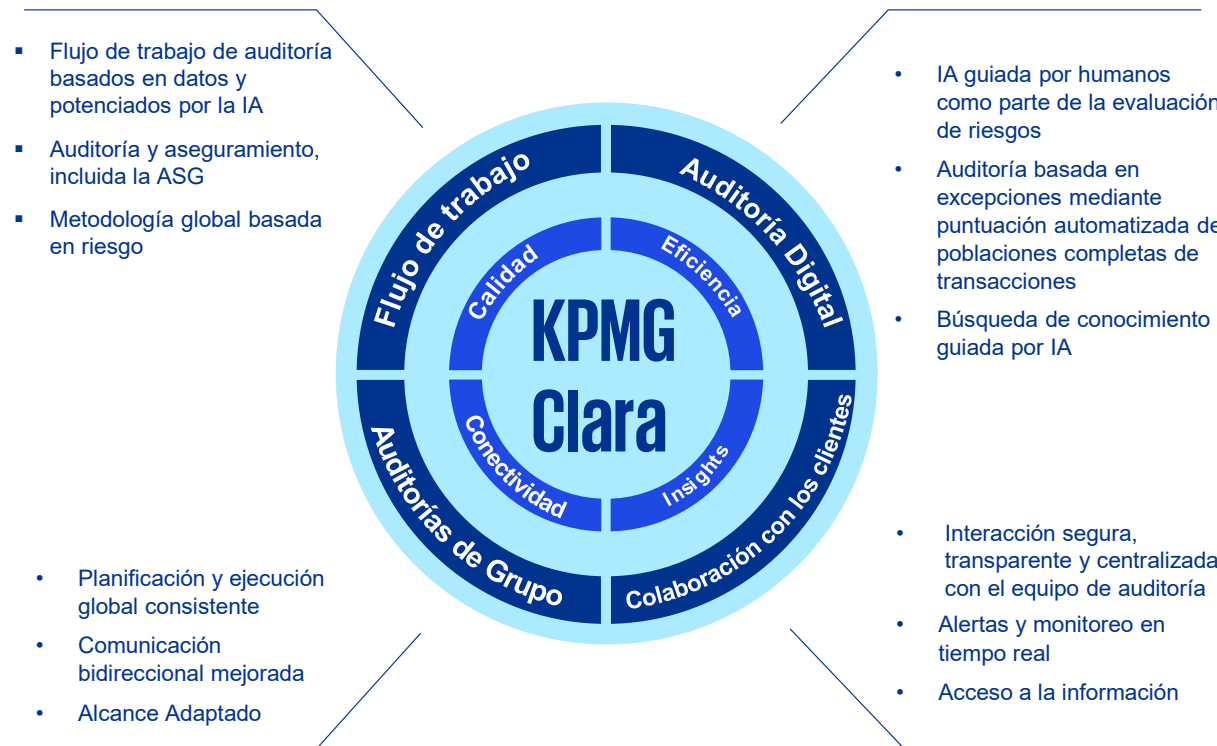 Flujo de trabajo de auditoría
basados en datos y
potenciados por la IA
Auditoría y aseguramiento,
incluida la ASG
Metodología global basada
en riesgo
IA guiada por humanos
como parte de la evaluación
de riesgos
Auditoría basada en
excepciones mediante
puntuación automatizada de
poblaciones completas de
transacciones
Búsqueda de conocimiento
guiada por IA
Flujo de trabajo
Auditoría Digital
Calidad
Eficiencia
KPMG
Clara
Conectividad
Insights
Auditorías de Grupo
Colaboración con los clientes
Planificación y ejecución
global consistente
Comunicación
bidireccional mejorada
Alcance Adaptado
Interacción segura,
transparente y centralizada
con el equipo de auditoría
Alertas y monitoreo en
tiempo real
Acceso a la información